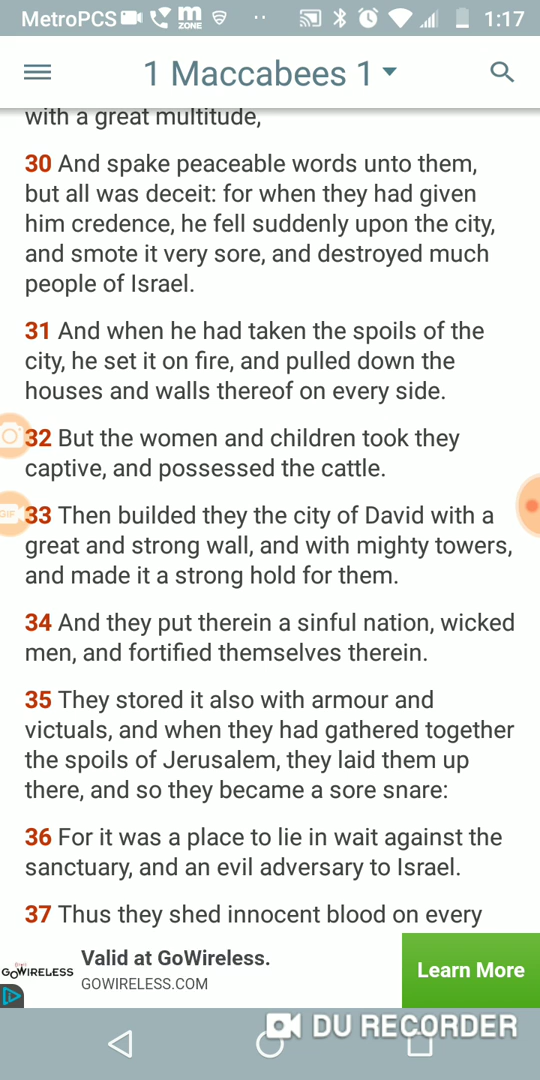 MetroPCS
m
ZONE
1:17
1 Maccabees 1
with a great multitude,
30 And spake peaceable words unto them,
but all was deceit: for when they had given
him credence, he fell suddenly upon the city,
and smote it very sore, and destroyed much
people of Israel.
31 And when he had taken the spoils of the
city, he set it on fire, and pulled down the
houses and walls thereof on every side.
32 But the women and children took they
captive, and possessed the cattle.
33 Then builded they the city of David with a
great and strong wall, and with mighty towers,
and made it a strong hold for them.
34 And they put therein a sinful nation, wicked
men, and fortified themselves therein.
35 They stored it also with armour and
victuals, and when they had gathered together
the spoils of Jerusalem, they laid them up
there, and so they became a sore snare:
36 For it was a place to lie in wait against the
sanctuary, and an evil adversary to Israel.
37 Thus they shed innocent blood on every
GOWIRELESS
Valid at GoWireless.
GOWIRELESS.COM
Learn More
GIF
DU RECORDER